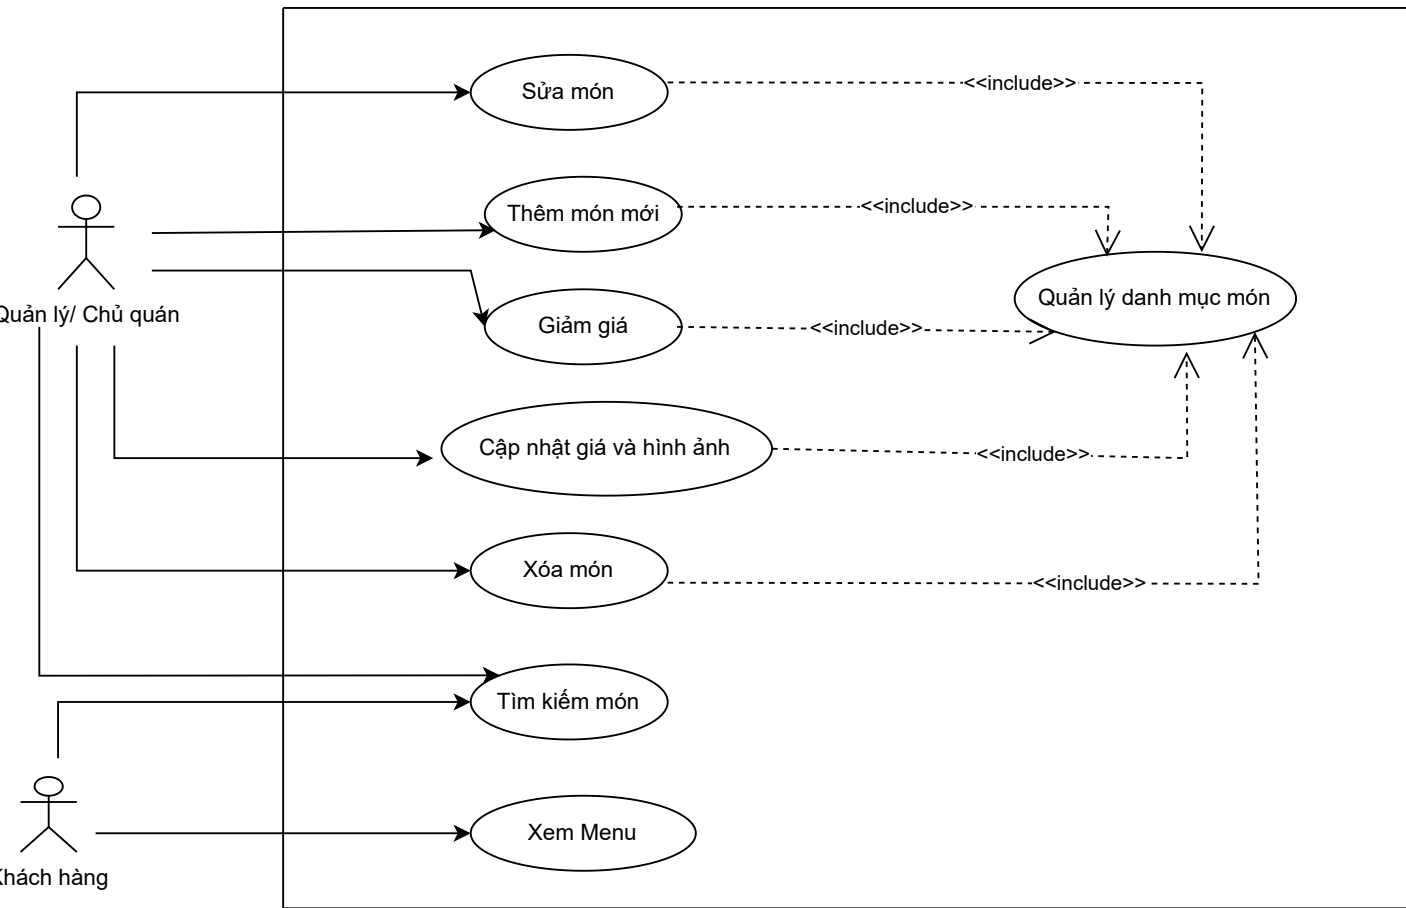 Sửa món
<<include>>
Thêm món mới
<<include>>
Quản lý danh mục món
Quản lý/ Chủ quán
Giảm giá
<<include>>
Cập nhật giá và hình ảnh
<<include>>
Xóa món
<<include>>
Tìm kiếm món
Xem Menu
Khách hàng